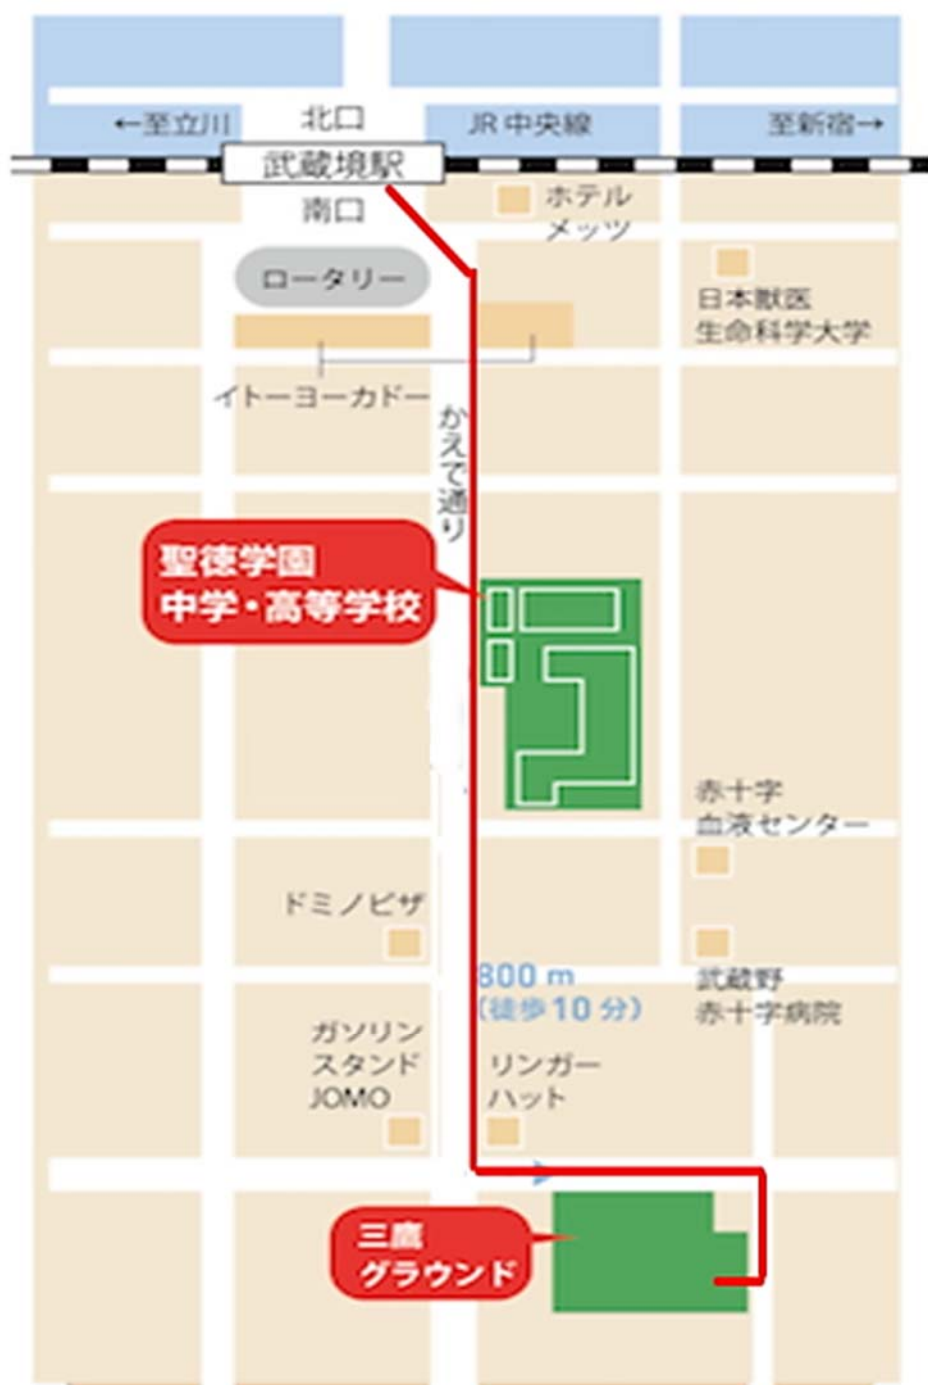 北口
←至立川
JR 中央線
至新宿→
武蔵境駅
南口
ホテル
メッツ
ロータリー
日本獣医
生命科学大学
イトーヨーカドー
かえで通り
聖徳学園
中学・高等学校
赤十字
血液センター
ドミノピザ
800 m
(徒歩10 分)
武蔵野
赤十字病院
ガソリン
スタンド
JOMO
リンガー
ハット
三鷹
グラウンド